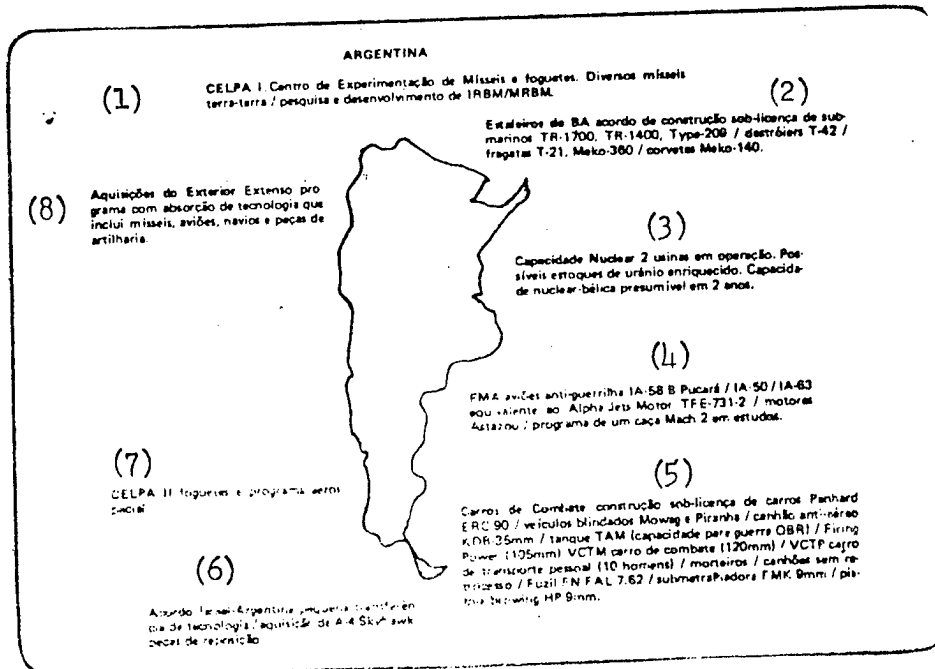 ARGENTINA
(1)
CELPA I. Centro de Experimentação de Mísseis e foguetes. Diversos mísseis
terra-terra / pesquisa e desenvolvimento de IRBM/MRBM.
(2)
Estaleiros de BA acordo de construção sob-licença de sub-
marinos TR-1700, TR-1400, Type-209 / destróiers T-42 /
fragatas T-21, Meko-360 / corvetas Meko-140.
(8)
Aquisições do Exterior Extenso pro
grama com absorção de tecnologia que
inclui mísseis, aviões, navios e peças de
artilharia.
(3)
Capacidade Nuclear 2 usinas em operação. Pos-
síveis estoques de urânio enriquecido. Capacida-
de nuclear-bélica presumível em 2 anos.
(4)
FMA aviões anti-guerrilha IA-58 B Pucará / IA-50 / IA-63
equivalente ao Alpha Jets Motor TFE-731-2 / motores
Astazou / programa de um caça Mach 2 em estudos.
(7)
CELPA II foguetes e programa aeros
pacial
(5)
Carros de Combate construção sob-licença de carros Panhard
ERC 90 / veículos blindados Mowag e Piranha / canhão anti-aéreo
KDB-35mm / tanque TAM (capacidade para guerra QBR) / Firing
Power (105mm) VCTM carro de combate (120mm) / VCTP carro
de transporte pessoal (10 homens) / morteiros / canhões sem re-
/ Fuzil FN FAL 7.62 / submetralhadora FMK 9mm / pis-
browing HP 9mm.
(6)
Acordo Israel-Argentina pequena transferên-
cia de tecnologia / aquisição de A-4 Skyhawk
peças de reposição